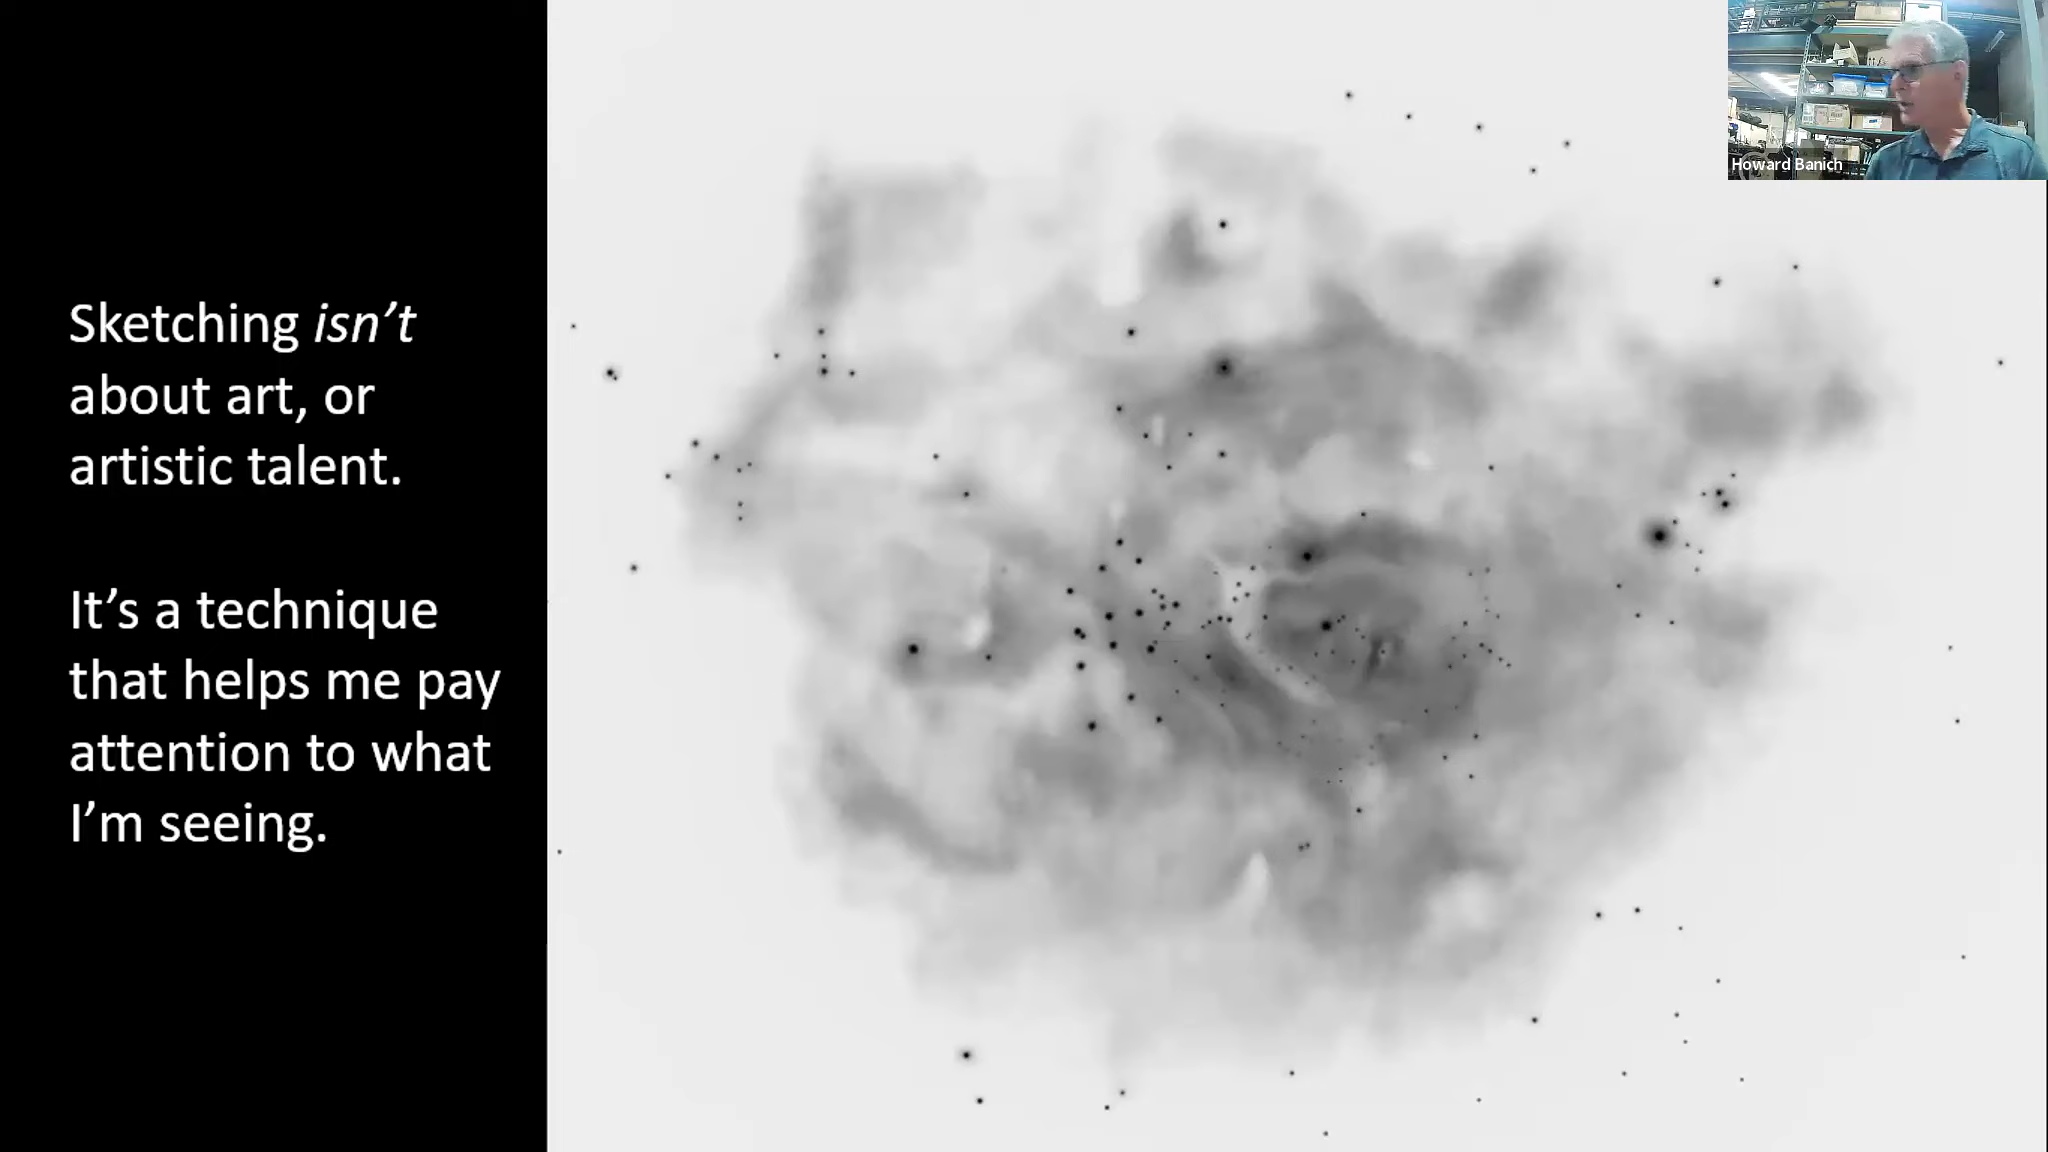 Howard Banich
Sketching isn’t
about art, or
artistic talent.
It’s a technique
that helps me pay
attention to what
I’m seeing.